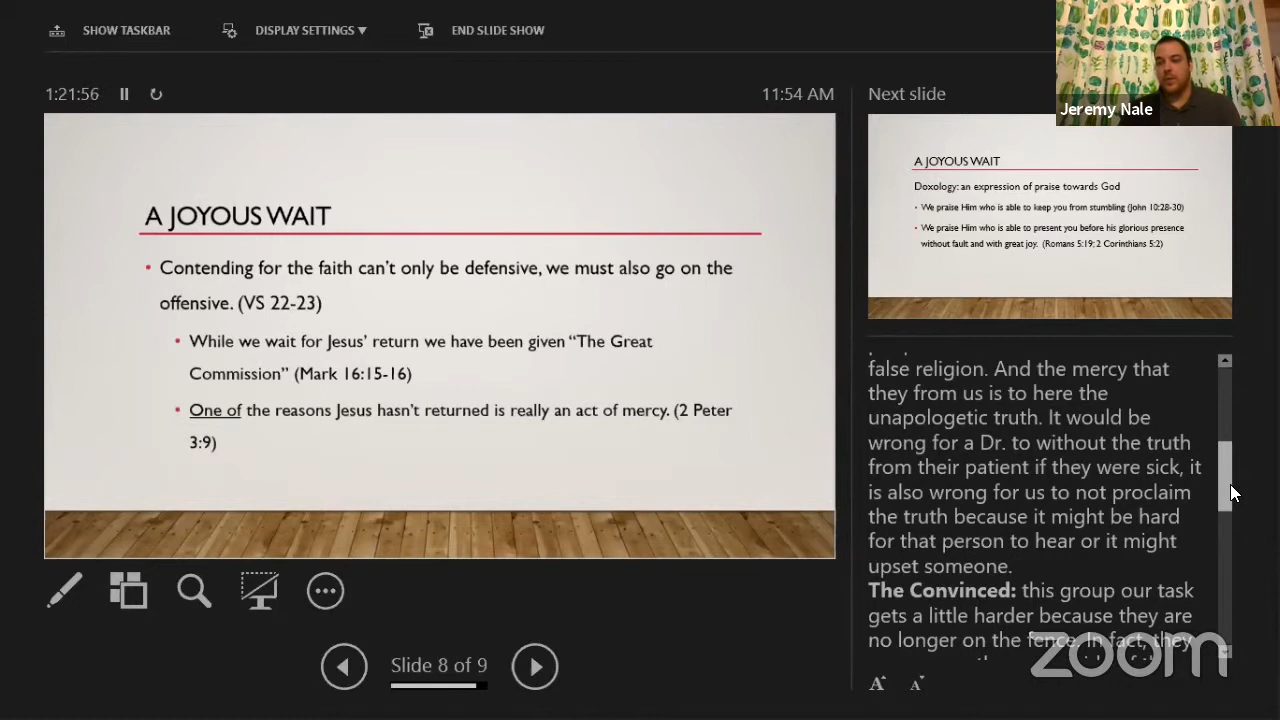 SHOW TASKBAR
DISPLAY SETTINGS ▼
END SLIDE SHOW
Jeremy Nale
1:21:56
11:54 AM
Next slide
A JOYOUS WAIT
• Contending for the faith can't only be defensive, we must also go on the
offensive. (VS 22-23)
• While we wait for Jesus' return we have been given “The Great
Commission” (Mark 16:15-16)
• One of the reasons Jesus hasn't returned is really an act of mercy. (2 Peter
3:9)
A JOYOUS WAIT
Doxology: an expression of praise towards God
• We praise Him who is able to keep you from stumbling (John 10:28-30)
• We praise Him who is able to present you before his glorious presence
without fault and with great joy. (Romans 5:19; 2 Corinthians 5:2)
false religion. And the mercy that
they from us is to here the
unapologetic truth. It would be
wrong for a Dr. to without the truth
from their patient if they were sick, it
is also wrong for us to not proclaim
the truth because it might be hard
for that person to hear or it might
upset someone.
The Convinced: this group our task
gets a little harder because they are
no longer on the fence. In fact, they
zoom
Slide 8 of 9
A A